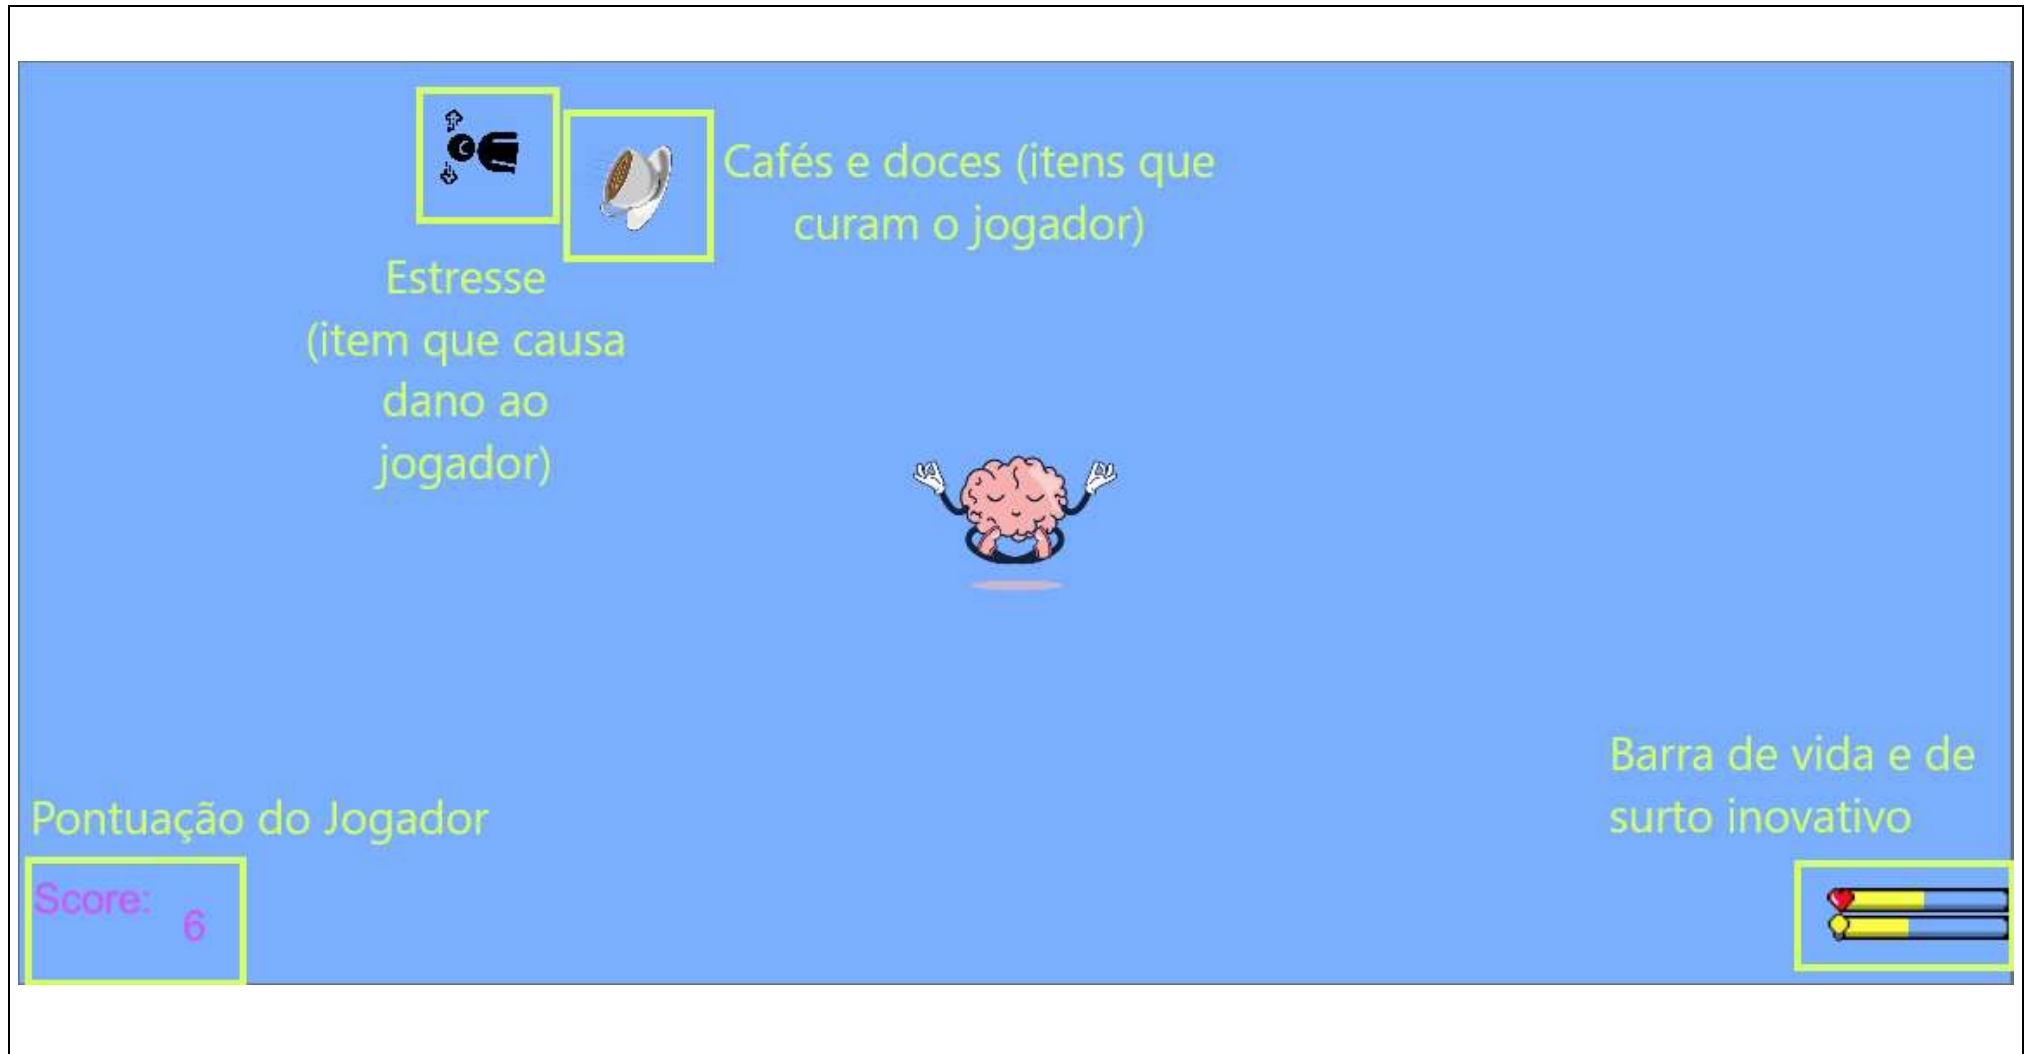 Cafés e doces (itens que
curam o jogador)
Estresse
(item que causa
dano ao
jogador)
Barra de vida e de
surto inovativo
Pontuação do Jogador
Score:
6